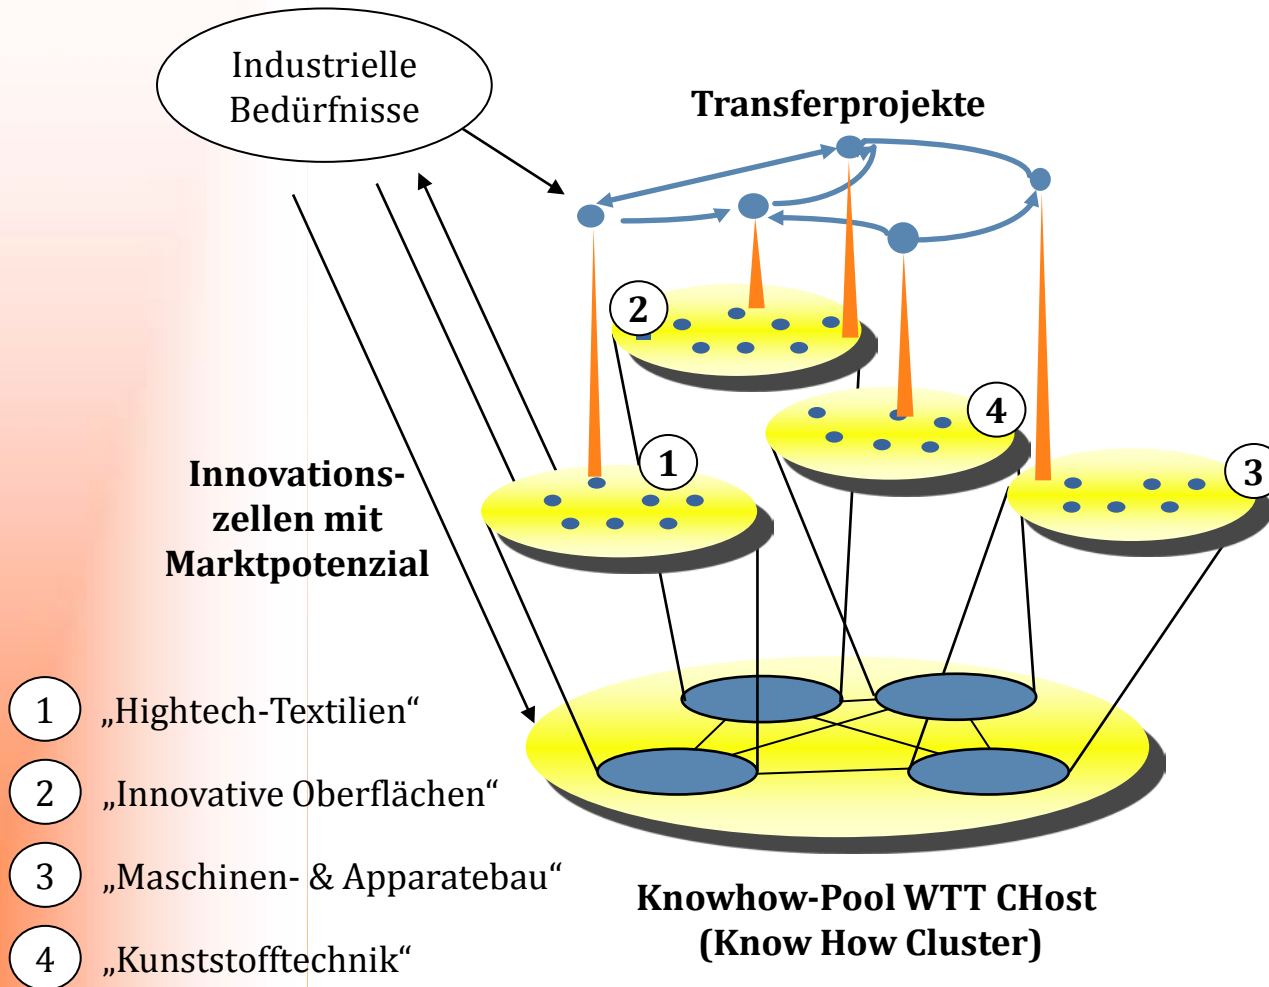 Industrielle
Bedürfnisse
Transferprojekte
2
4
1
3
Innovations-
zellen mit
Marktpotenzial
1 „Hightech-Textilien“
2 „Innovative Oberflächen“
3 „Maschinen- & Apparatebau“
4 „Kunststofftechnik“
Knowhow-Pool WTT CHost
(Know How Cluster)